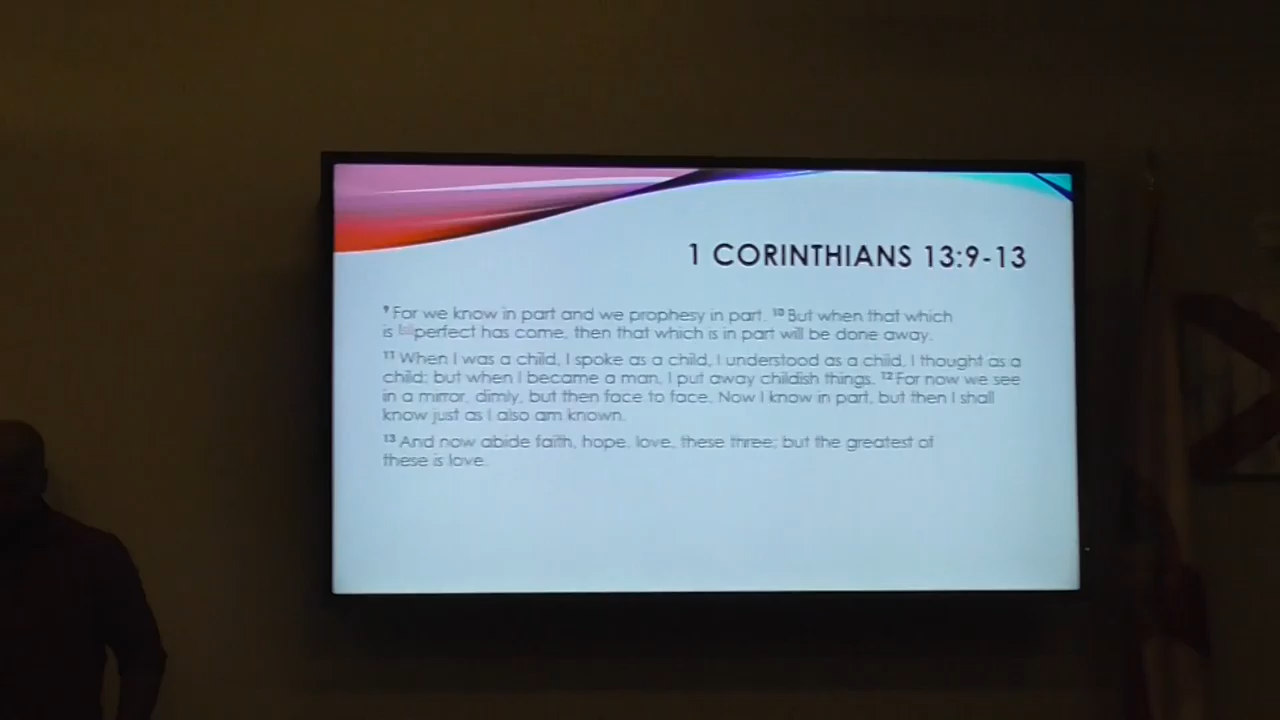 1 CORINTHIANS 13:9-13
⁹ For we know in part and we prophesy in part. ¹⁰ But when that which
is perfect has come, then that which is in part will be done away.
¹¹ When I was a child, I spoke as a child, I understood as a child, I thought as a
child; but when I became a man, I put away childish things. ¹² For now we see
in a mirror, dimly, but then face to face. Now I know in part, but then I shall
know just as I also am known.
¹³ And now abide faith, hope, love, these three; but the greatest of
these is love.